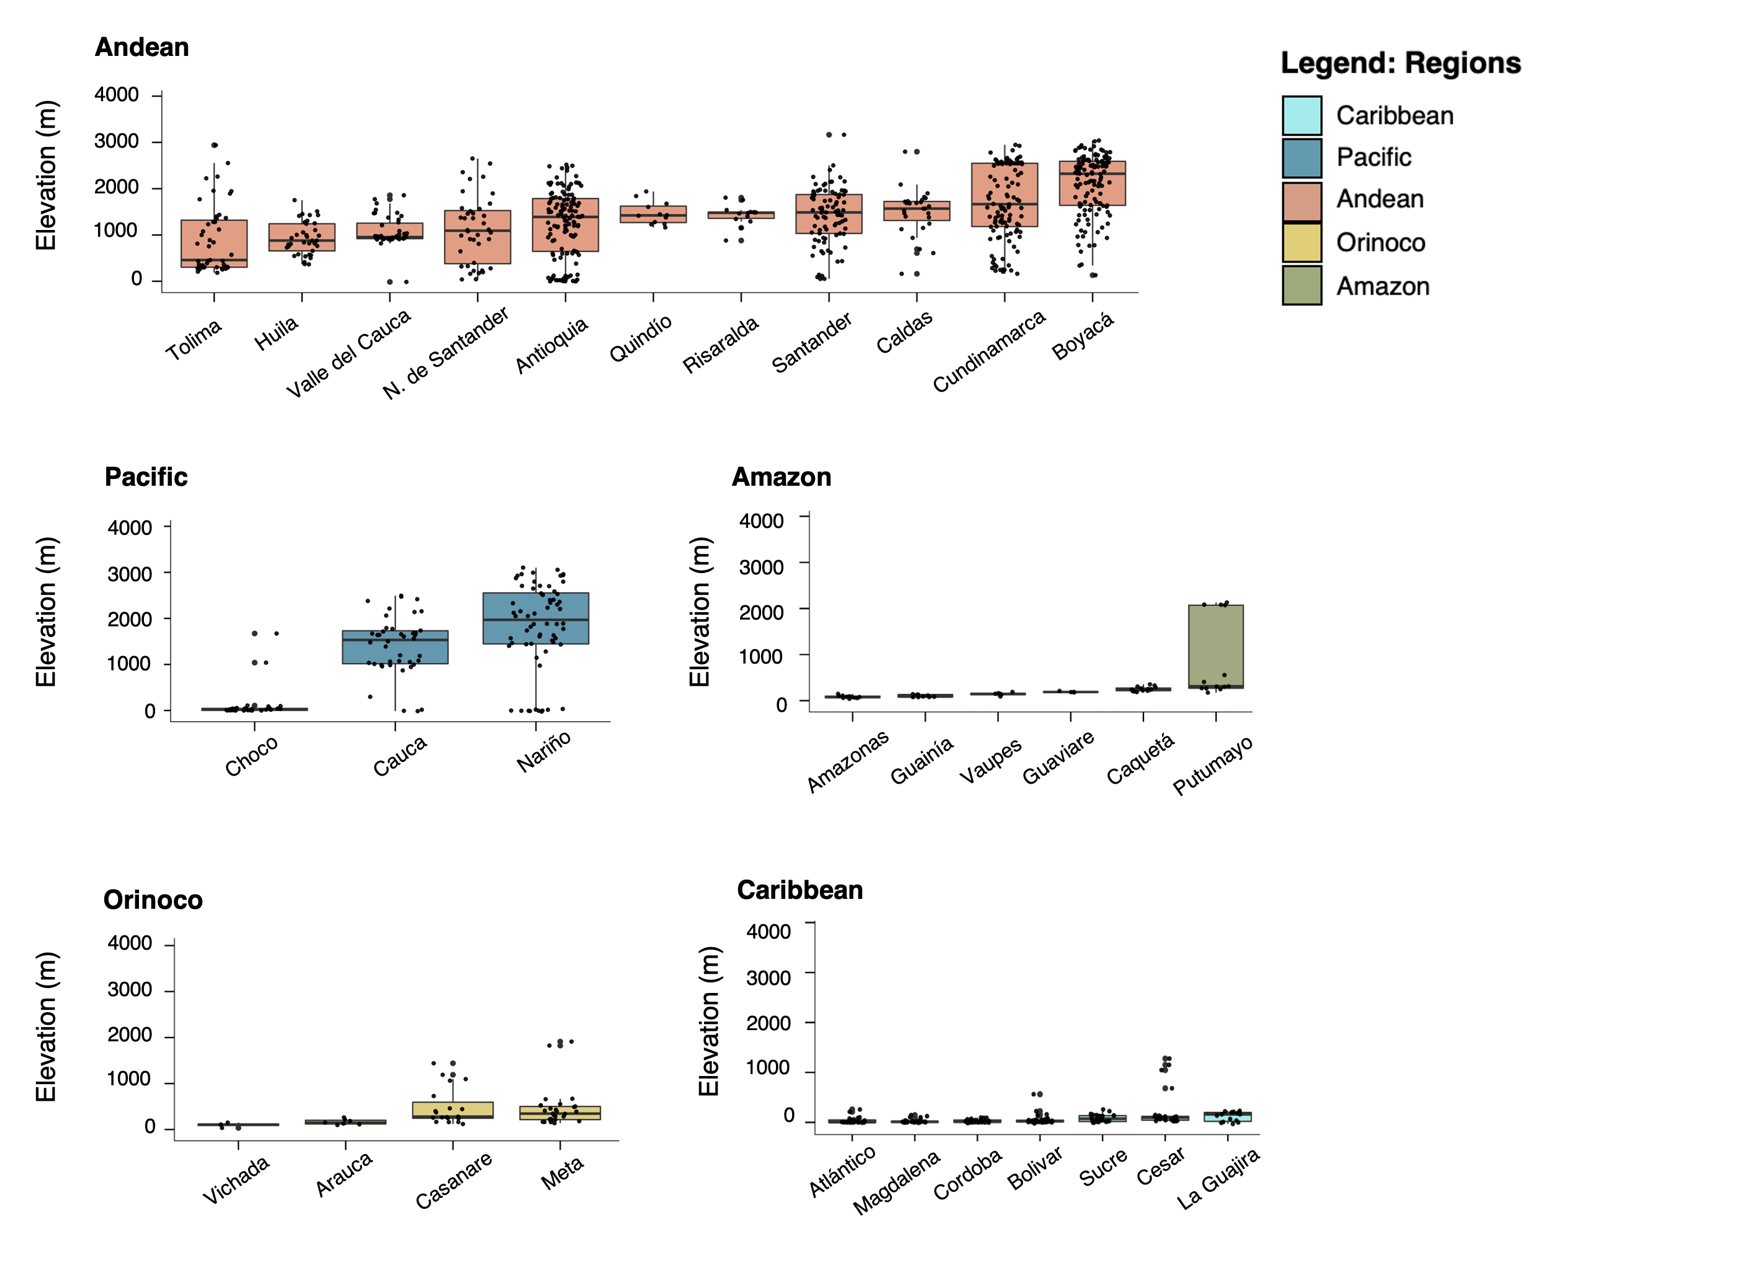 Andean
Legend: Regions
Caribbean
Pacific
Andean
Orinoco
Amazon
Elevation (m)
4000
3000
2000
1000
0
Tolima
Huila
Valle del Cauca
N. de Santander
Antioquia
Quindío
Risaralda
Santander
Caldas
Cundinamarca
Boyacá
Pacific
Elevation (m)
4000
3000
2000
1000
0
Choco
Cauca
Nariño
Amazon
Elevation (m)
4000
3000
2000
1000
0
Amazonas
Guainía
Vaupes
Guaviare
Caquetá
Putumayo
Orinoco
Elevation (m)
4000
3000
2000
1000
0
Vichada
Arauca
Casanare
Meta
Caribbean
Elevation (m)
4000
3000
2000
1000
0
Atlántico
Magdalena
Cordoba
Bolivar
Sucre
Cesar
La Guajira